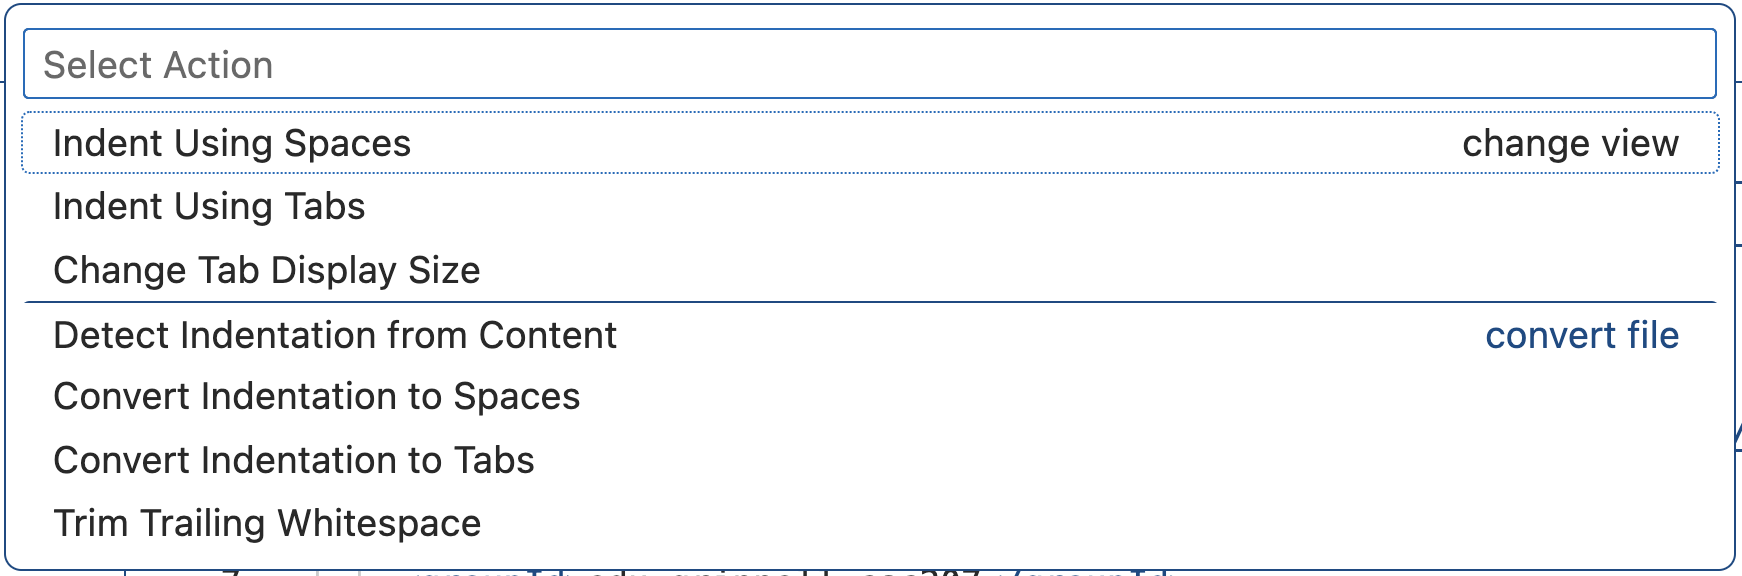 Select Action
Indent Using Spaces change view
Indent Using Tabs
Change Tab Display Size
Detect Indentation from Content convert file
Convert Indentation to Spaces
Convert Indentation to Tabs
Trim Trailing Whitespace